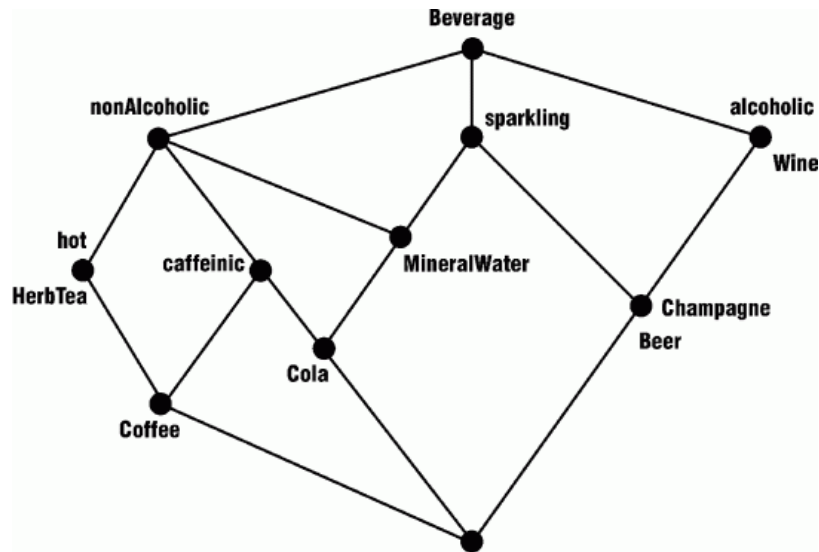 Beverage
nonAlcoholic
sparkling
alcoholic
Wine
hot
HerbTea
caffeinic
MineralWater
Champagne
Beer
Cola
Coffee